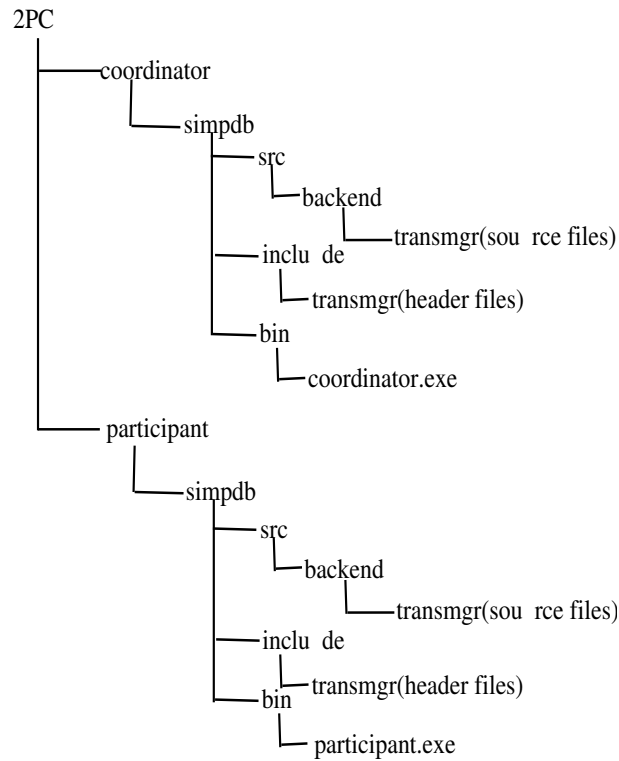 2PC
coordinator
simpdb
src
backend
transmgr(sou rce files)
inclu de
transmgr(header files)
bin
coordinator.exe
participant
simpdb
src
backend
transmgr(sou rce files)
inclu de
transmgr(header files)
bin
participant.exe